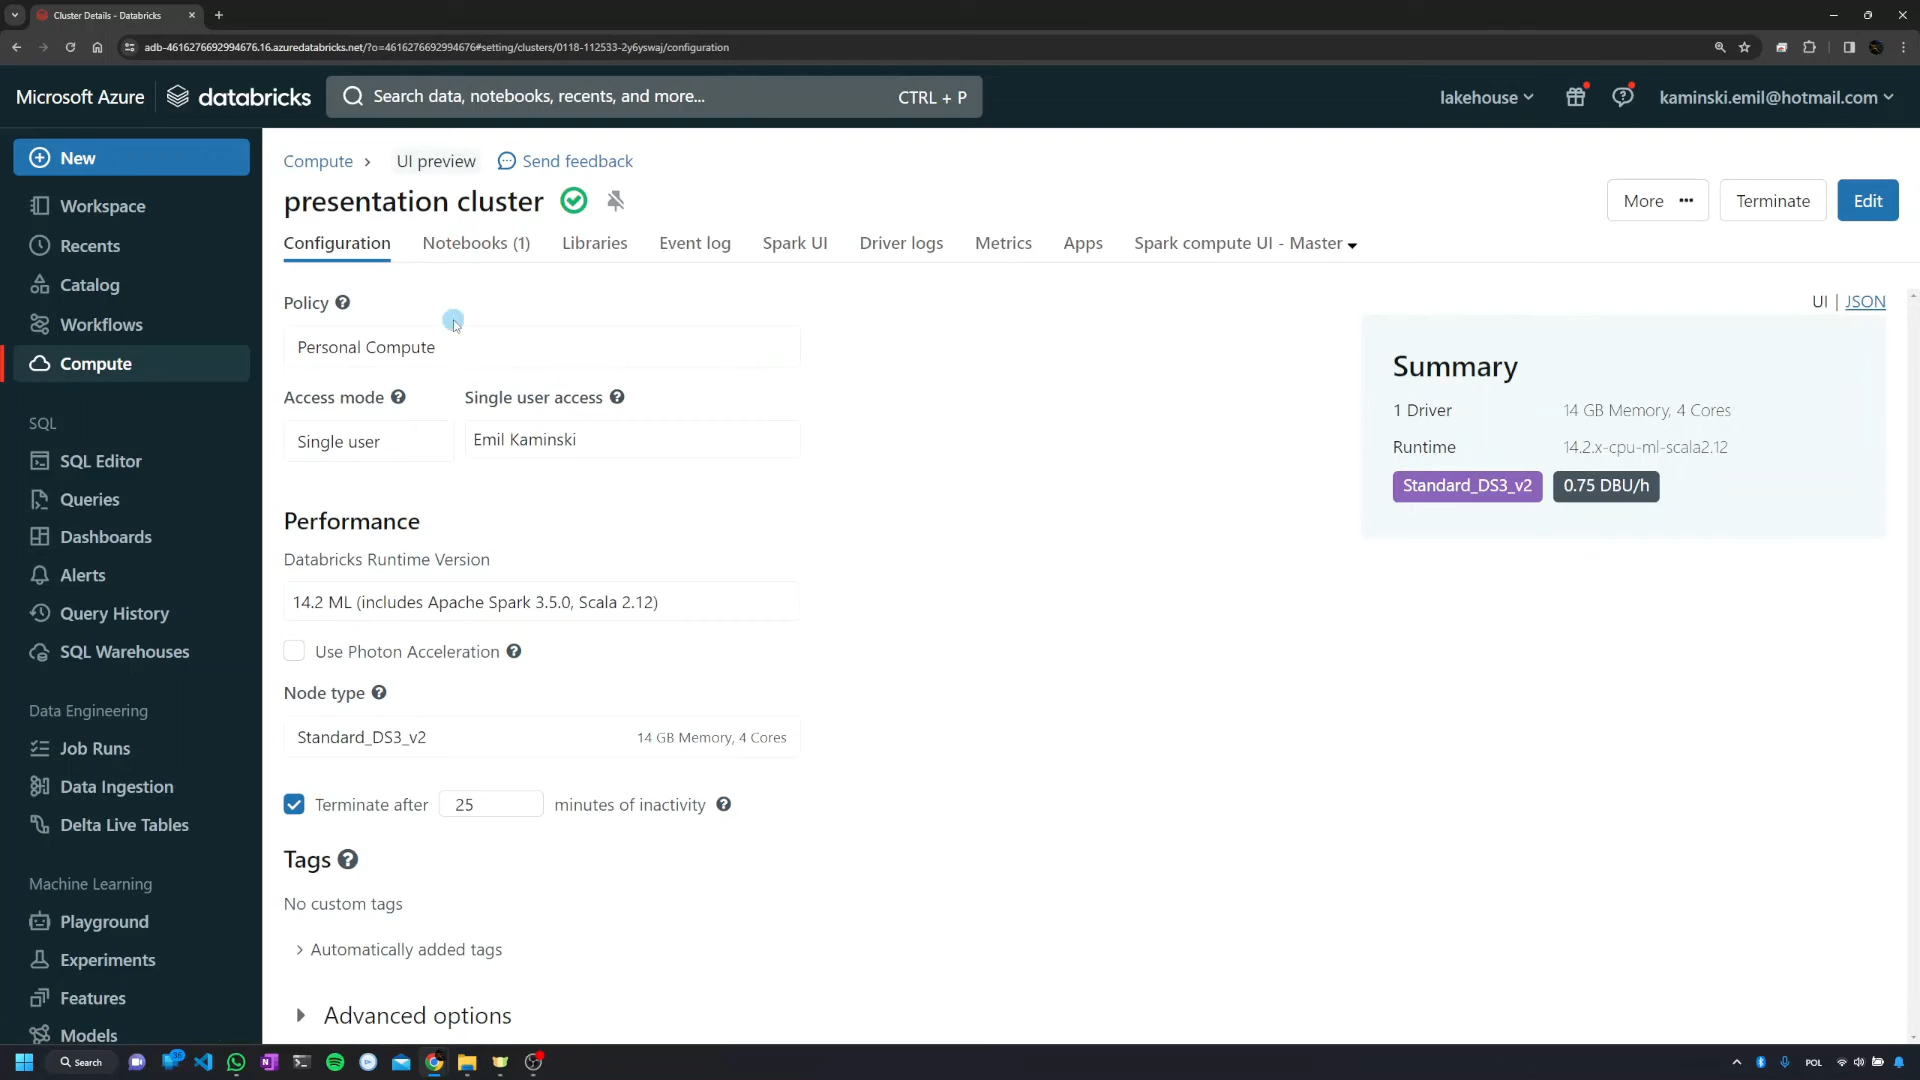 Cluster Details - Databricks
adb-4616276692994676.16.azuredatabricks.net/?o=4616276692994676#setting/clusters/0118-112533-2y6yswaj/configuration
Microsoft Azure databricks Search data, notebooks, recents, and more... CTRL + P lakehouse kaminski.emil@hotmail.com
New
Workspace
Recents
Catalog
Workflows
Compute
SQL
SQL Editor
Queries
Dashboards
Alerts
Query History
SQL Warehouses
Data Engineering
Job Runs
Data Ingestion
Delta Live Tables
Machine Learning
Playground
Experiments
Features
Models
Compute > UI preview Send feedback
presentation cluster
More ... Terminate Edit
Configuration Notebooks (1) Libraries Event log Spark UI Driver logs Metrics Apps Spark compute UI - Master
UI | JSON
Policy
Personal Compute
Access mode Single user access
Single user Emil Kaminski
Performance
Databricks Runtime Version
14.2 ML (includes Apache Spark 3.5.0, Scala 2.12)
Use Photon Acceleration
Node type
Standard_DS3_v2 14 GB Memory, 4 Cores
Terminate after 25 minutes of inactivity
Tags
No custom tags
Automatically added tags
Advanced options
Summary
1 Driver 14 GB Memory, 4 Cores
Runtime 14.2.x-cpu-ml-scala2.12
Standard_DS3_v2 0.75 DBU/h
Search POL